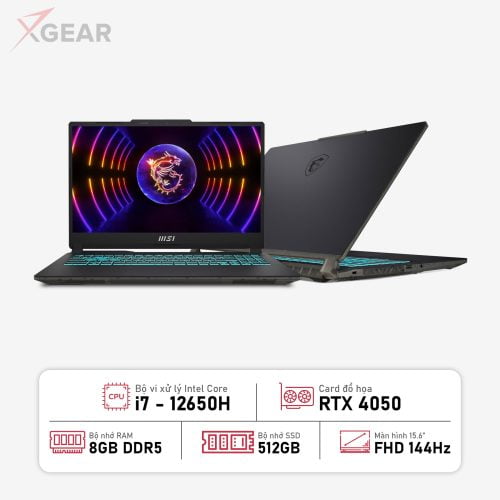 XGEAR
msi
Bộ vi xử lý Intel Core
CPU
i7 - 12650H
Card đồ họa
RTX 4050
Bộ nhớ RAM
8GB DDR5
Bộ nhớ SSD
512GB
Màn hình 15.6"
FHD 144Hz